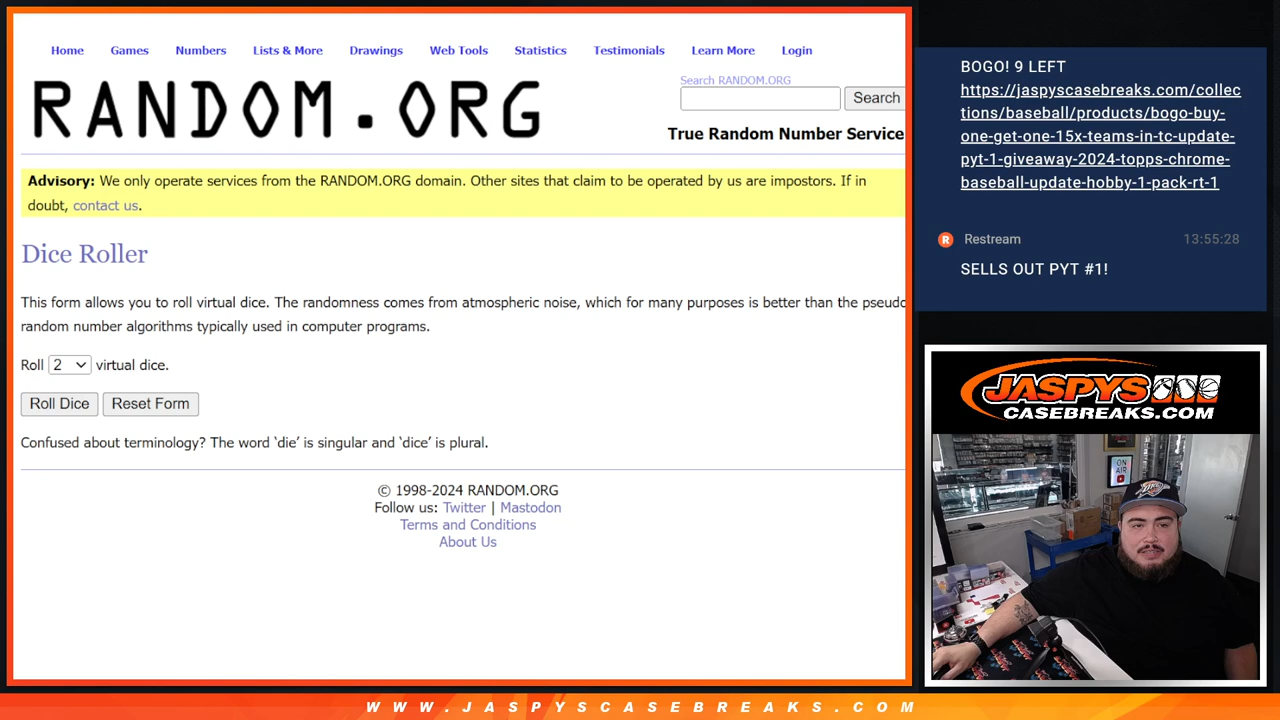 Home Games Numbers Lists & More Drawings Web Tools Statistics Testimonials Learn More Login
RANDOM.ORG
Search RANDOM.ORG
Search
True Random Number Service
Advisory: We only operate services from the RANDOM.ORG domain. Other sites that claim to be operated by us are impostors. If in
doubt, contact us.
Dice Roller
This form allows you to roll virtual dice. The randomness comes from atmospheric noise, which for many purposes is better than the pseudo
random number algorithms typically used in computer programs.
Roll 2 virtual dice.
Roll Dice Reset Form
Confused about terminology? The word ‘die’ is singular and ‘dice’ is plural.
© 1998-2024 RANDOM.ORG
Follow us: Twitter | Mastodon
Terms and Conditions
About Us
BOGO! 9 LEFT
https://jaspyscasebreaks.com/collec
tions/baseball/products/bogo-buy-
one-get-one-15x-teams-in-tc-update-
pyt-1-giveaway-2024-topps-chrome-
baseball-update-hobby-1-pack-rt-1
R Restream 13:55:28
SELLS OUT PYT #1!
JASPYS
CASEBREAKS.COM
ON
AIR
WWW.JASPYSCASEBREAKS.COM